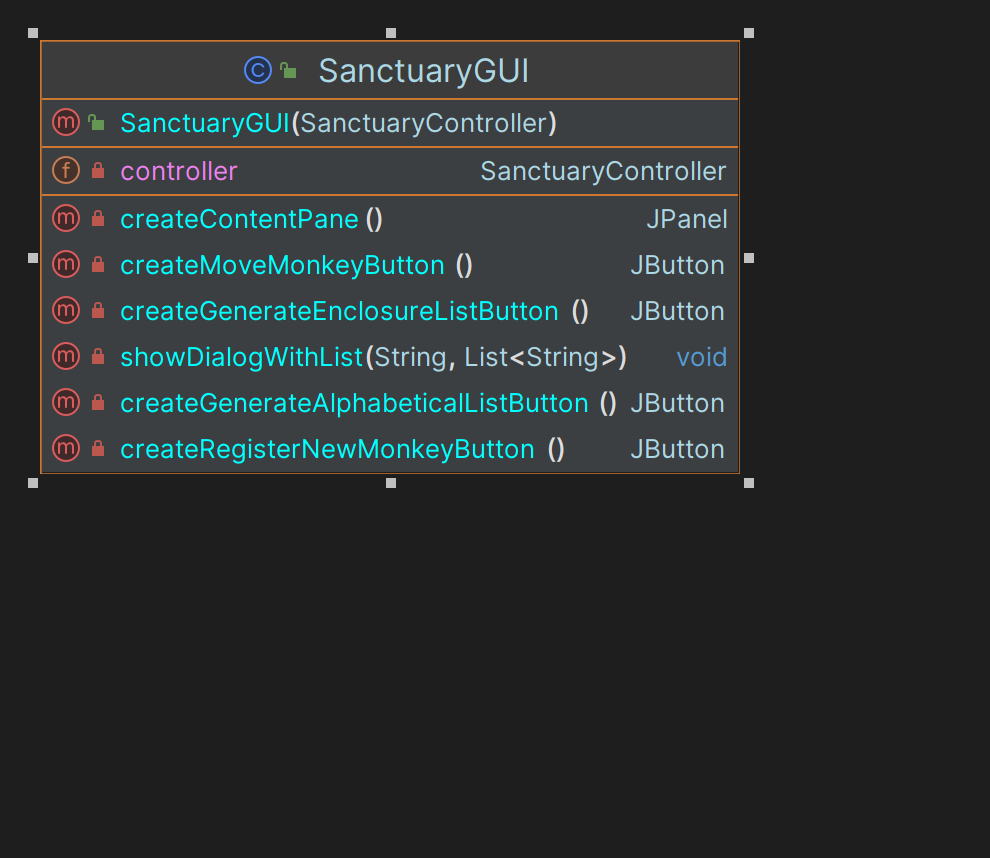 C SanctuaryGUI
m SanctuaryGUI(SanctuaryController)
f controller SanctuaryController
m createContentPane () JPanel
m createMoveMonkeyButton () JButton
m createGenerateEnclosureListButton () JButton
m showDialogWithList(String, List<String>) void
m createGenerateAlphabeticalListButton () JButton
m createRegisterNewMonkeyButton () JButton